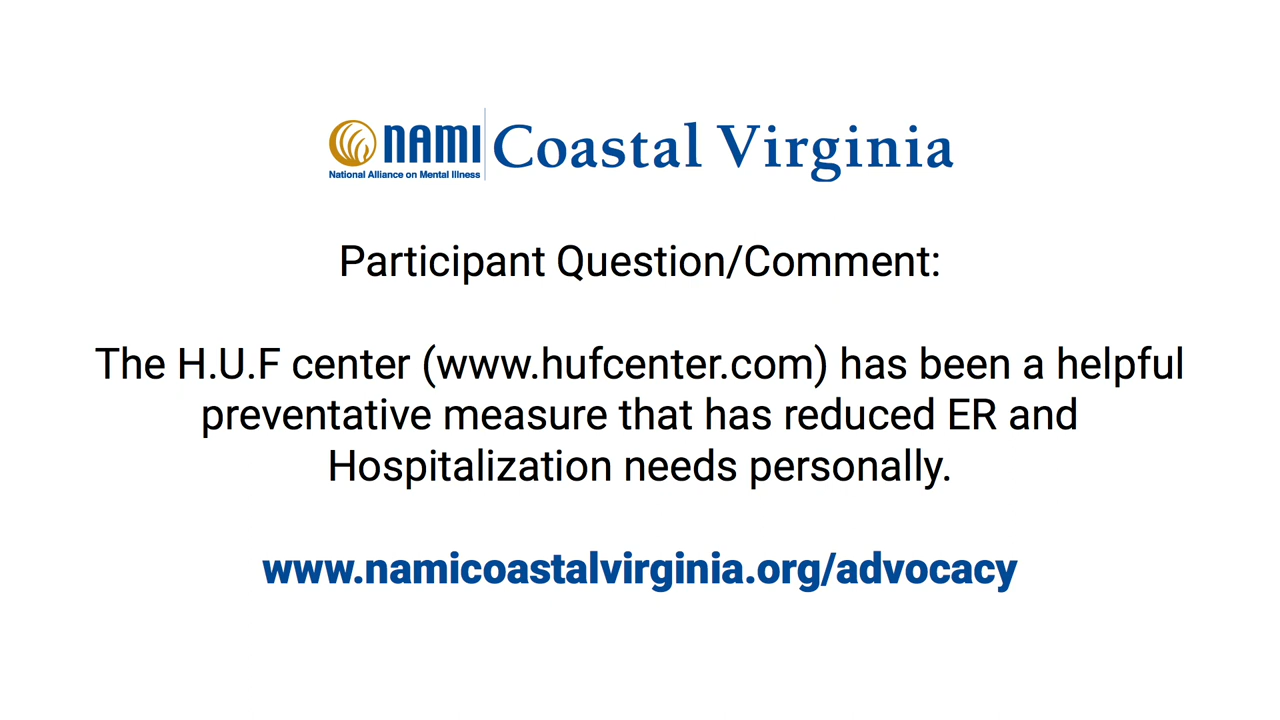 NAMI Coastal Virginia
National Alliance on Mental Illness
Participant Question/Comment:
The H.U.F center (www.hufcenter.com) has been a helpful
preventative measure that has reduced ER and
Hospitalization needs personally.
www.namicoastalvirginia.org/advocacy